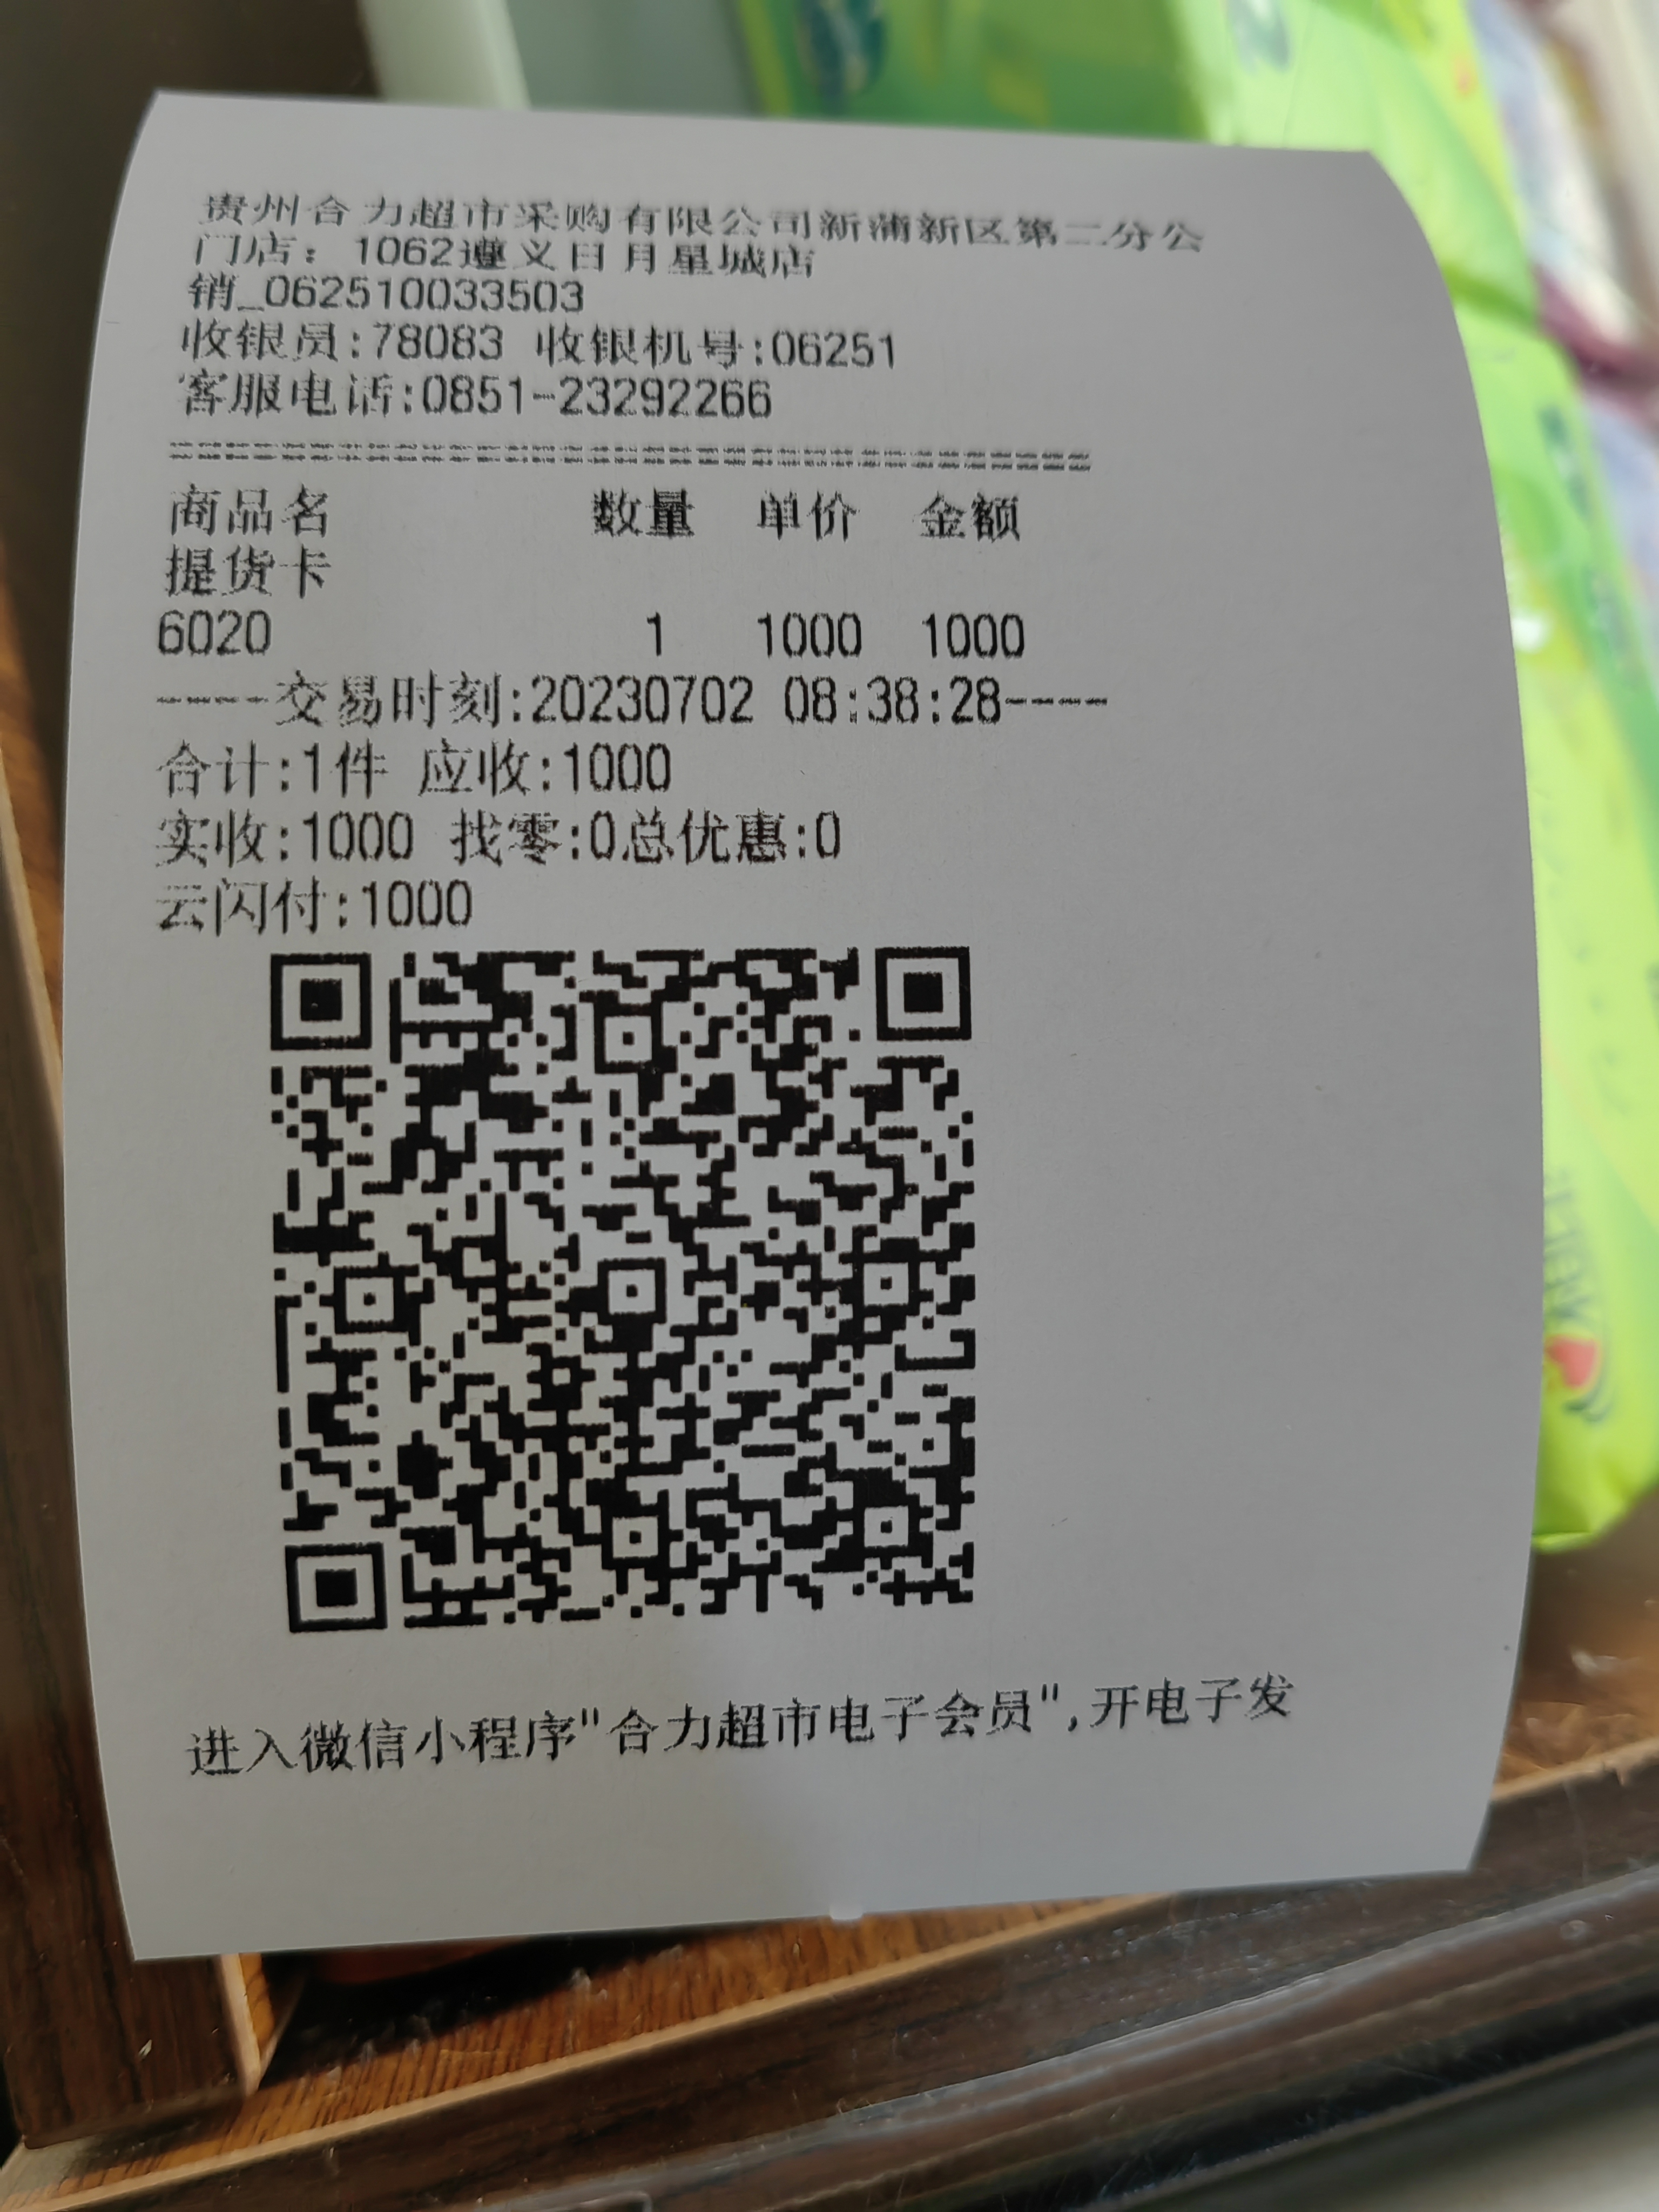 贵州合力超市采购有限公司新蒲新区第二分公
门店：1062遵义日月星城店
销_062510033503
收银员:78083 收银机号:06251
客服电话:0851-23292266
商品名 数量 单价 金额
提货卡
6020 1 1000 1000
----交易时刻:20230702 08:38:28----
合计:1件 应收:1000
实收:1000 找零:0总优惠:0
云闪付:1000
进入微信小程序"合力超市电子会员",开电子发